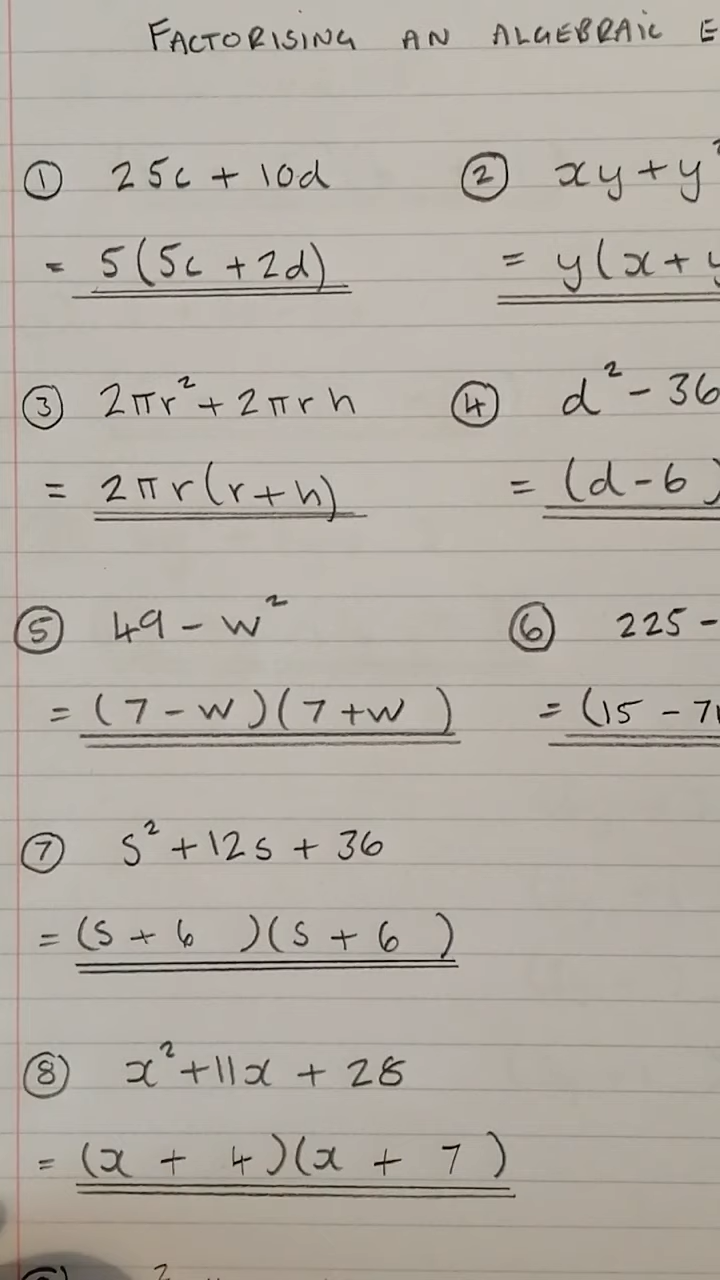 FACTORISING AN ALGEBRAIC E
① 25c + 10d
= 5(5c + 2d)
② xy + y²
= y(x + y
③ 2πr² + 2πrh
= 2πr(r + h)
④ d² - 36
= (d - 6)
⑤ 49 - w²
= (7 - w)(7 + w)
⑥ 225 -
= (15 - 7
⑦ s² + 12s + 36
= (s + 6)(s + 6)
⑧ x² + 11x + 28
= (x + 4)(x + 7)